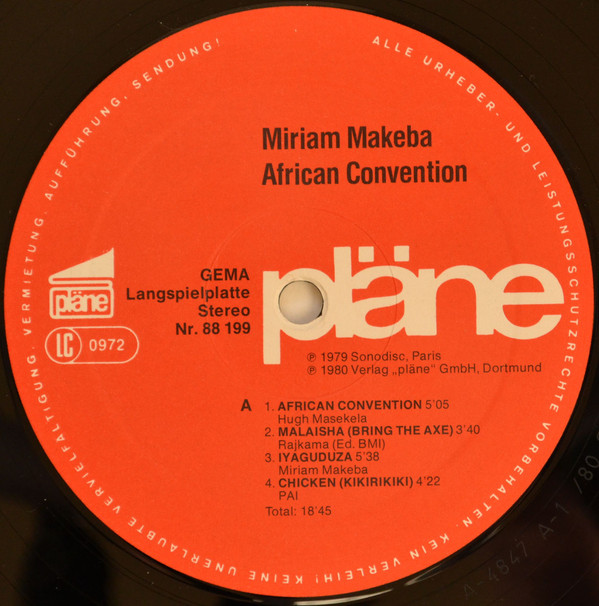 ALLE URHEBER- UND LEISTUNGSSCHUTZRECHTE VORBEHALTEN. KEIN VERLEIH! KEINE UNERLAUBTE VERVIELFÄLTIGUNG. VERMIETUNG. AUFFÜHRUNG. SENDUNG!
Miriam Makeba
African Convention
pläne
LC 0972
GEMA
Langspielplatte
Stereo
Nr. 88 199
pläne
℗ 1979 Sonodisc, Paris
℗ 1980 Verlag „pläne" GmbH, Dortmund
A 1. AFRICAN CONVENTION 5'05
Hugh Masekela
2. MALAISHA (BRING THE AXE) 3'40
Rajkama (Ed. BMI)
3. IYAGUDUZA 5'38
Miriam Makeba
4. CHICKEN (KIKIRIKIKI) 4'22
PAI
Total: 18'45
A-4847 A-1 /80